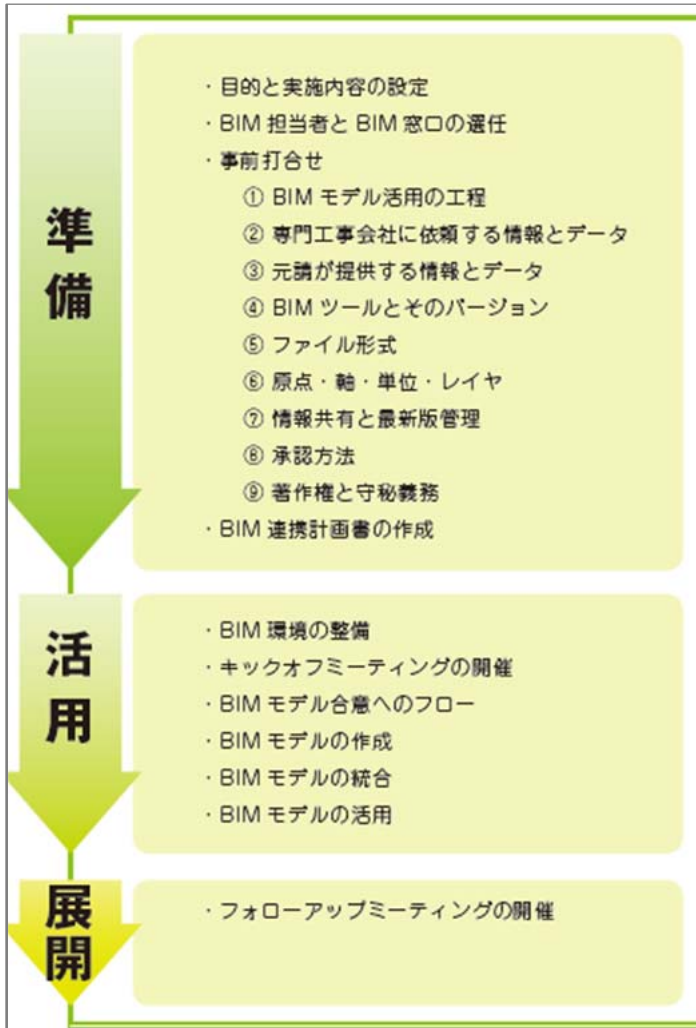 準備
・目的と実施内容の設定
・BIM 担当者と BIM 窓口の選任
・事前打合せ
① BIM モデル活用の工程
② 専門工事会社に依頼する情報とデータ
③ 元請が提供する情報とデータ
④ BIM ツールとそのバージョン
⑤ ファイル形式
⑥ 原点・軸・単位・レイヤ
⑦ 情報共有と最新版管理
⑧ 承認方法
⑨ 著作権と守秘義務
・BIM 連携計画書の作成
活用
・BIM 環境の整備
・キックオフミーティングの開催
・BIM モデル合意へのフロー
・BIM モデルの作成
・BIM モデルの統合
・BIM モデルの活用
展開
・フォローアップミーティングの開催